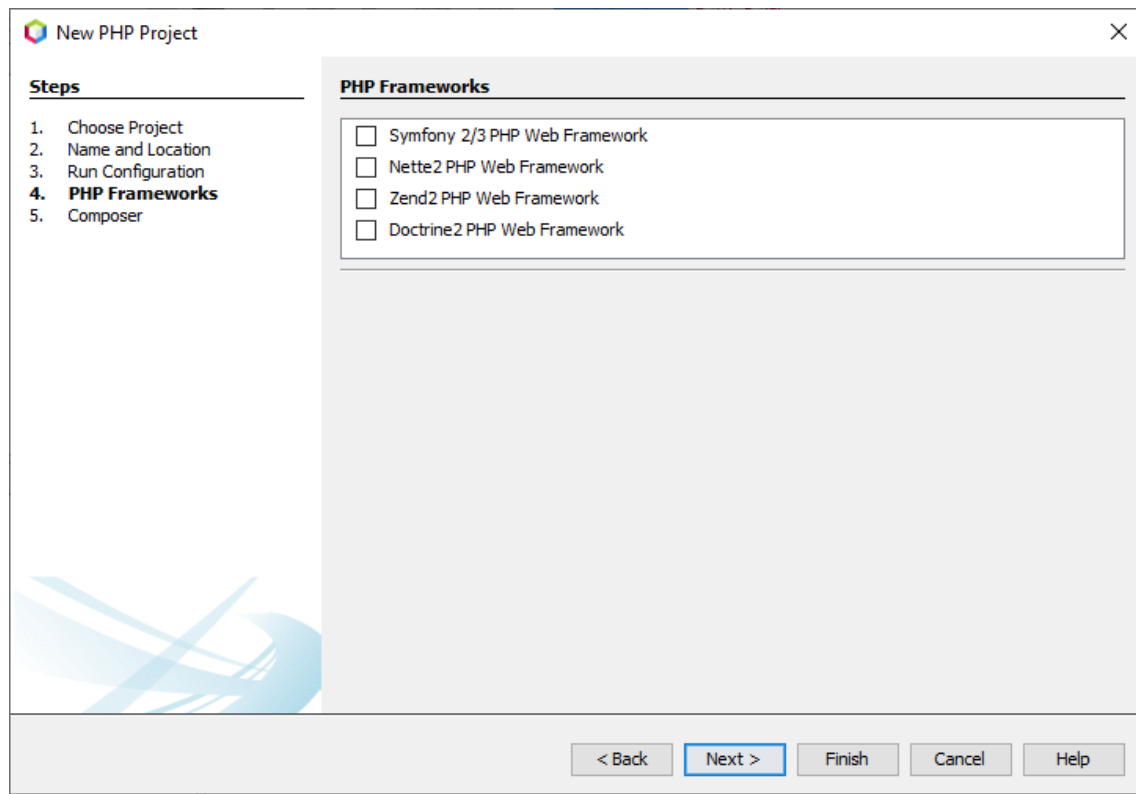 New PHP Project
Steps
1. Choose Project
2. Name and Location
3. Run Configuration
4. PHP Frameworks
5. Composer
PHP Frameworks
Symfony 2/3 PHP Web Framework
Nette2 PHP Web Framework
Zend2 PHP Web Framework
Doctrine2 PHP Web Framework
< Back
Next >
Finish
Cancel
Help